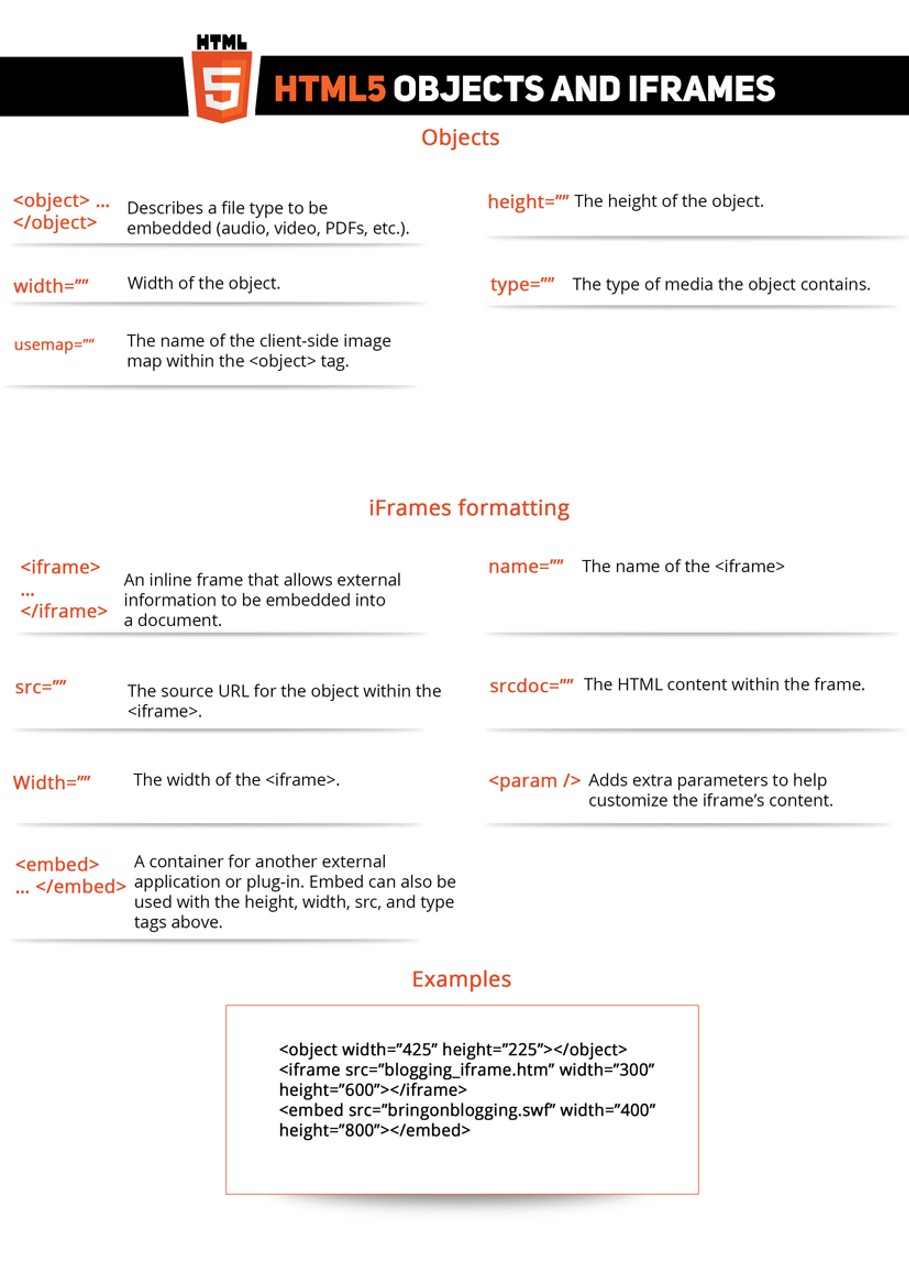 HTML
5
HTML5 OBJECTS AND IFRAMES
Objects
<object> ...
</object>
Describes a file type to be
embedded (audio, video, PDFs, etc.).
height=”” The height of the object.
width=””
Width of the object.
type=”” The type of media the object contains.
usemap=””
The name of the client-side image
map within the <object> tag.
iFrames formatting
<iframe>
...
</iframe>
An inline frame that allows external
information to be embedded into
a document.
name=”” The name of the <iframe>
src=””
The source URL for the object within the
<iframe>.
srcdoc=”” The HTML content within the frame.
Width=””
The width of the <iframe>.
<param /> Adds extra parameters to help
customize the iframe’s content.
<embed>
... </embed>
A container for another external
application or plug-in. Embed can also be
used with the height, width, src, and type
tags above.
Examples
<object width=”425” height=”225”></object>
<iframe src=”blogging_iframe.htm” width=”300”
height=”600”></iframe>
<embed src=”bringonblogging.swf” width=”400”
height=”800”></embed>